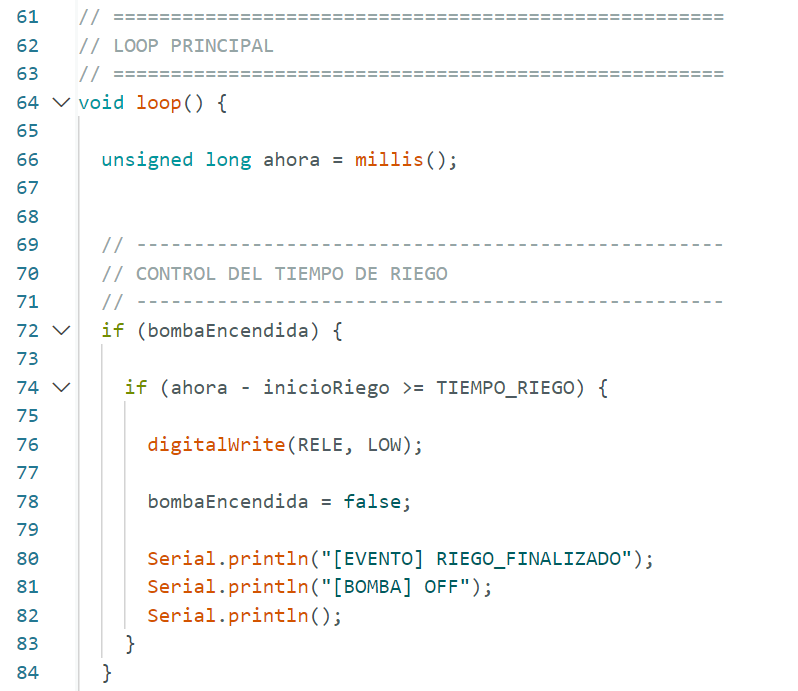 61 // =====================================================
62 // LOOP PRINCIPAL
63 // =====================================================
64 void loop() {
65
66 unsigned long ahora = millis();
67
68
69 // ---------------------------------------------------
70 // CONTROL DEL TIEMPO DE RIEGO
71 // ---------------------------------------------------
72 if (bombaEncendida) {
73
74 if (ahora - inicioRiego >= TIEMPO_RIEGO) {
75
76 digitalWrite(RELE, LOW);
77
78 bombaEncendida = false;
79
80 Serial.println("[EVENTO] RIEGO_FINALIZADO");
81 Serial.println("[BOMBA] OFF");
82 Serial.println();
83 }
84 }